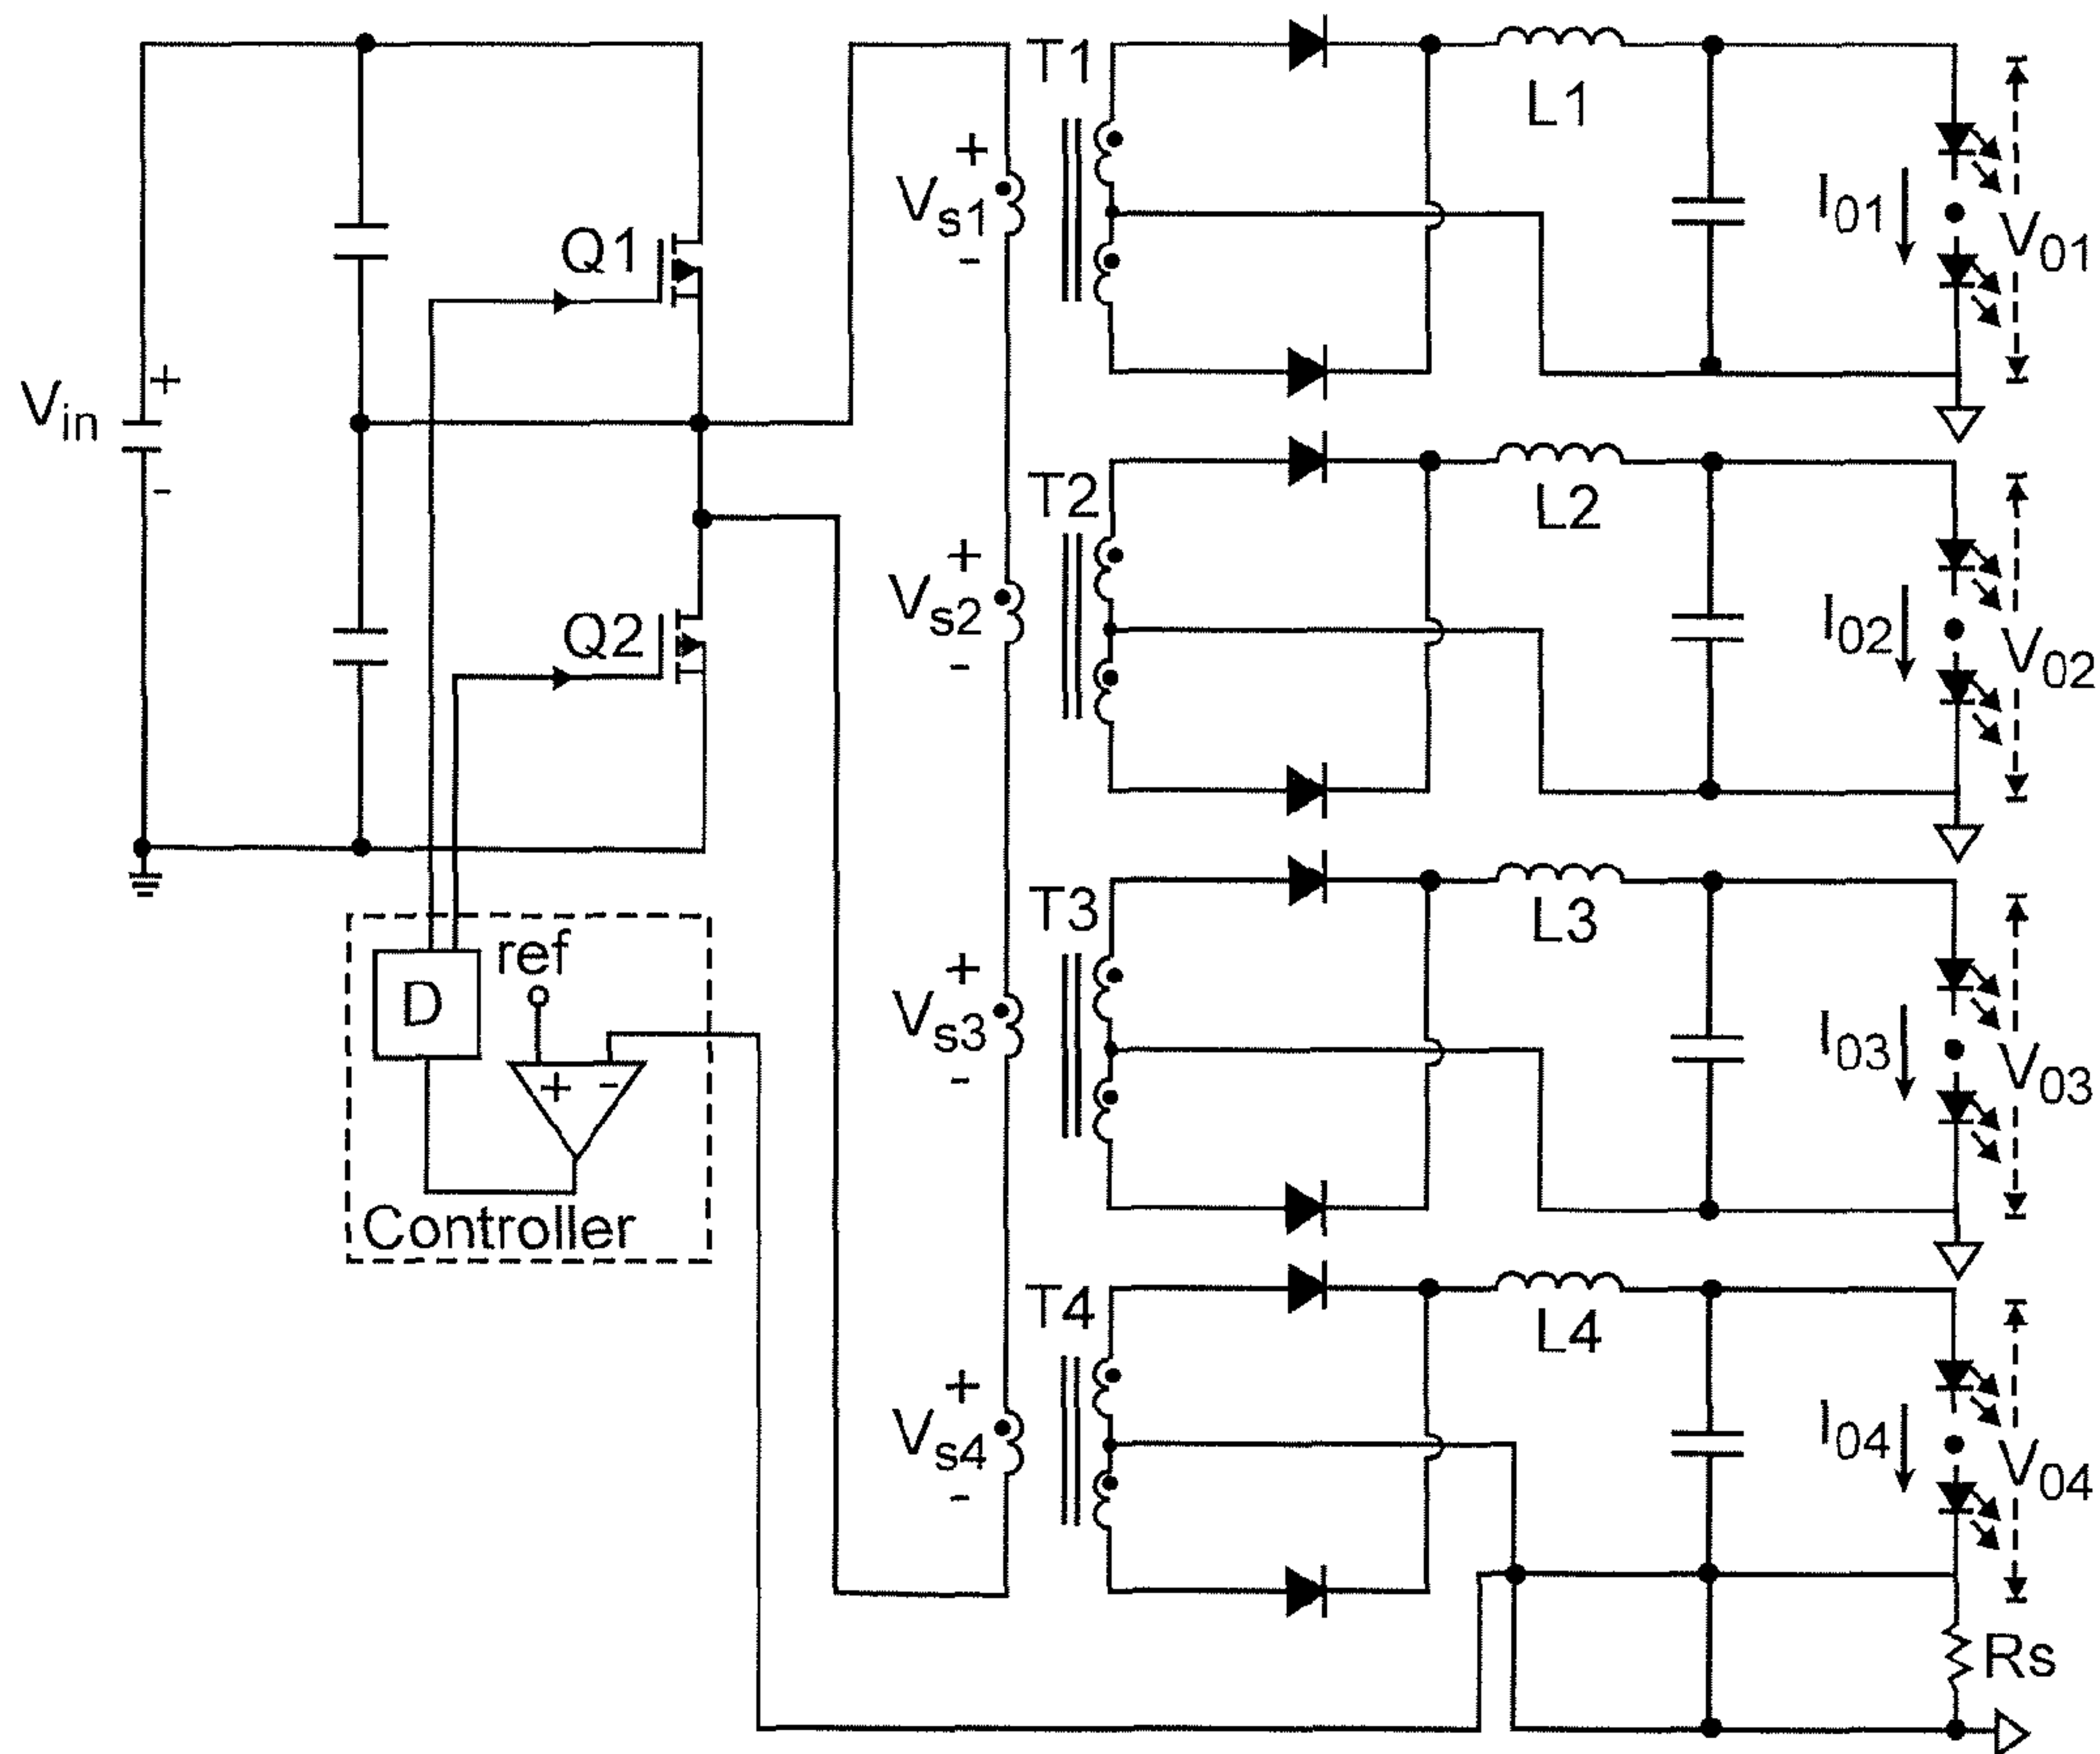 T1
L1
+
Vs1
-
I01
V01
Q1
Vin
+
-
T2
L2
+
Vs2
-
I02
V02
Q2
T3
L3
+
Vs3
-
I03
V03
ref
D
+ -
Controller
T4
L4
+
Vs4
-
I04
V04
Rs